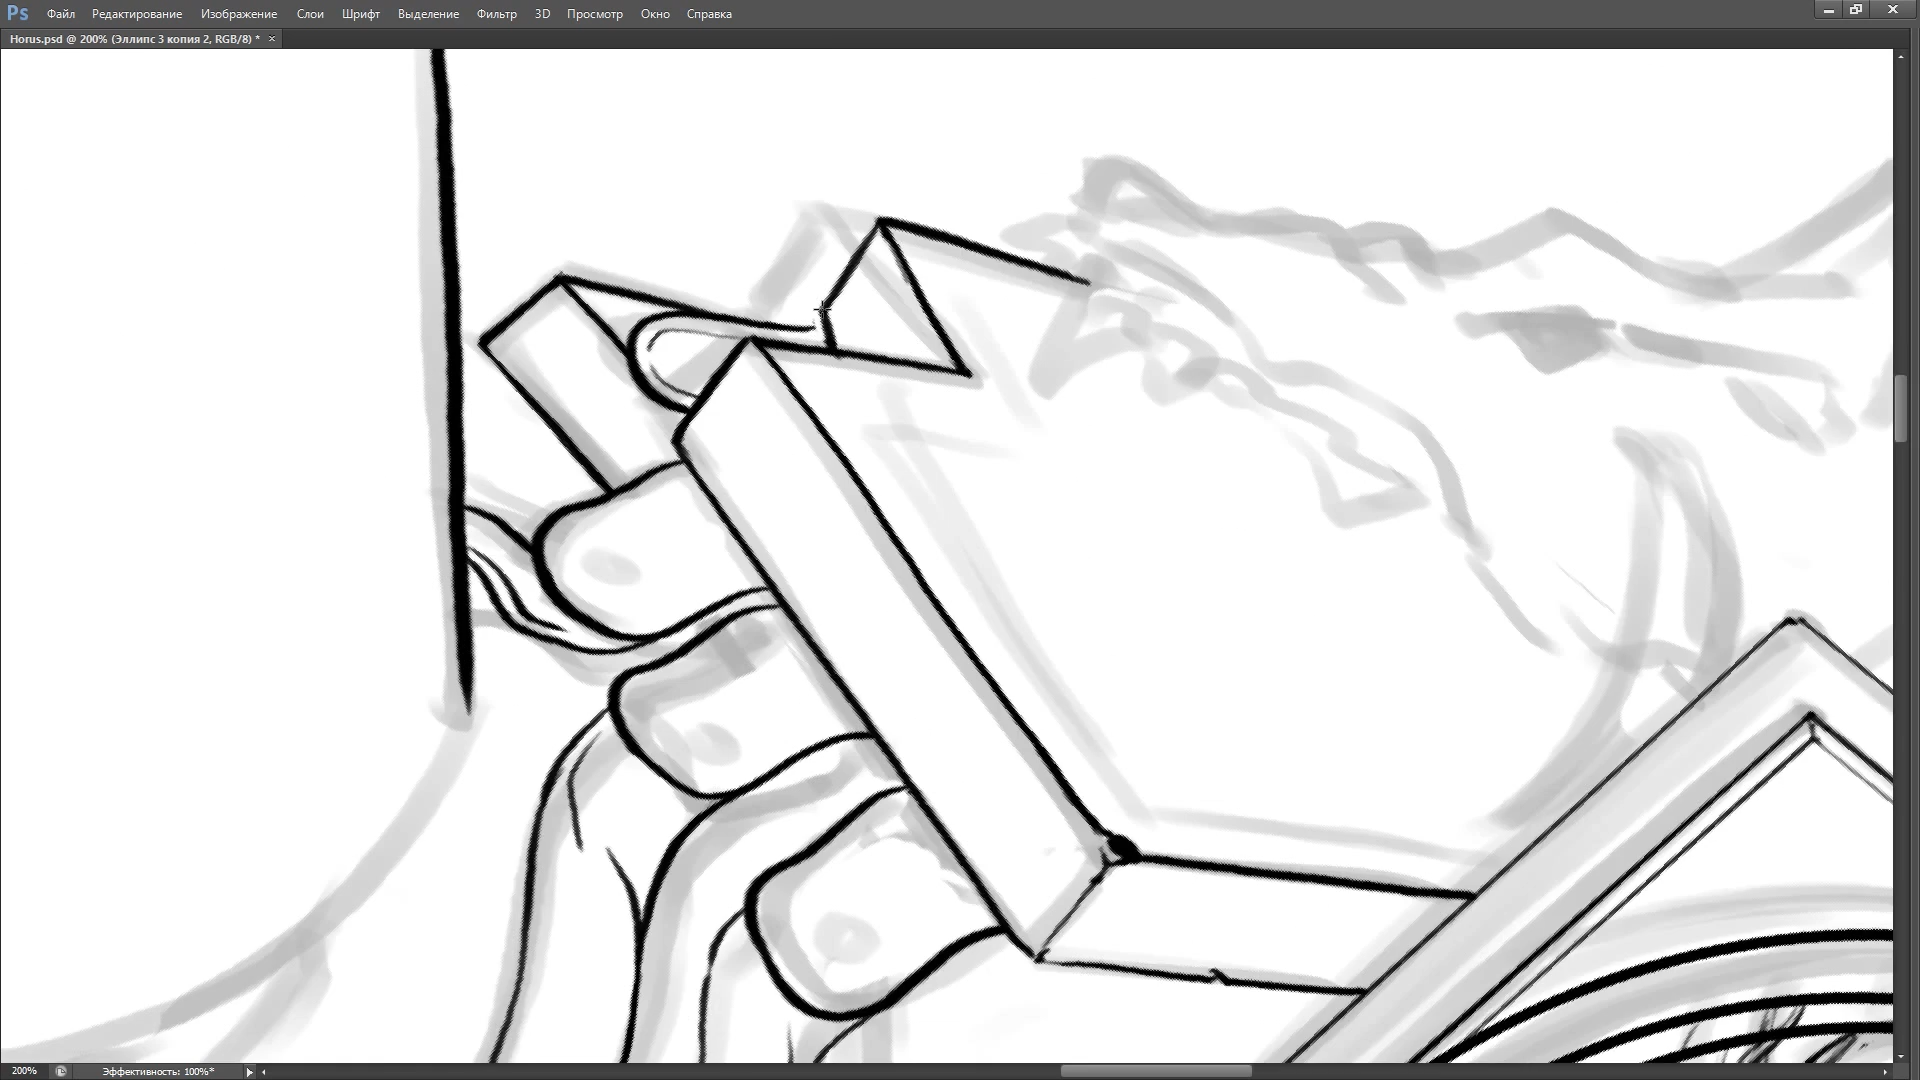 Ps Файл Редактирование Изображение Слои Шрифт Выделение Фильтр 3D Просмотр Окно Справка
Horus.psd @ 200% (Эллипс 3 копия 2, RGB/8) * ×
200% Эффективность: 100%*